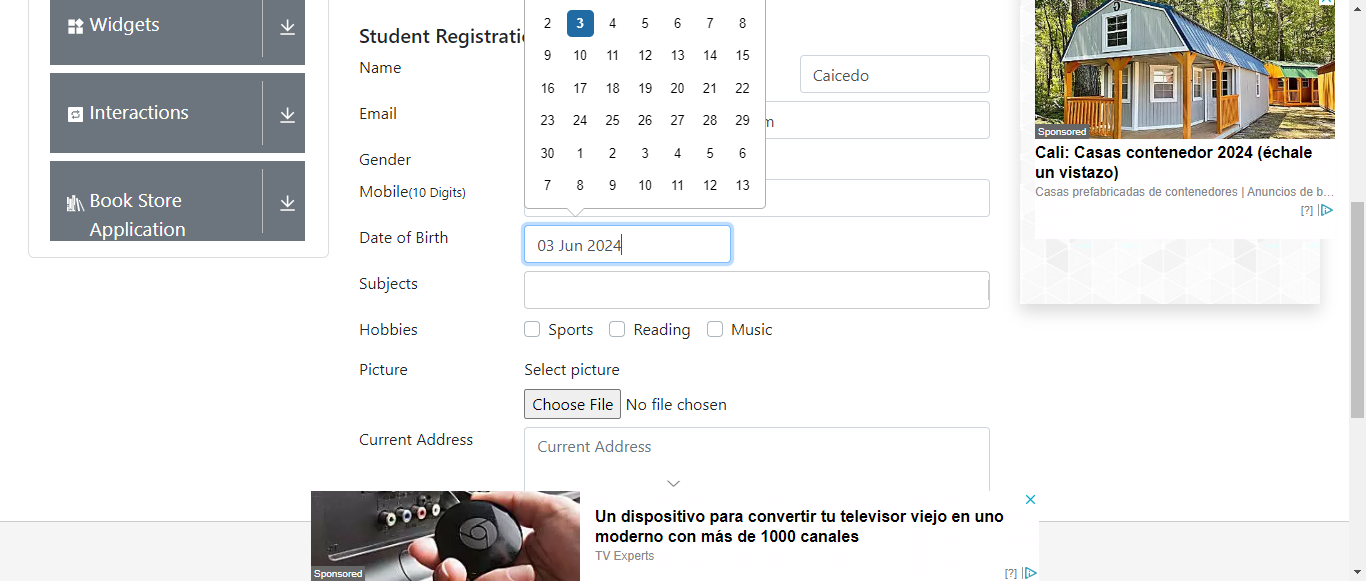 Widgets
Interactions
Book Store
Application
Student Registrati
Name
Caicedo
Email
m
Gender
Mobile(10 Digits)
2 3 4 5 6 7 8
9 10 11 12 13 14 15
16 17 18 19 20 21 22
23 24 25 26 27 28 29
30 1 2 3 4 5 6
7 8 9 10 11 12 13
Date of Birth
03 Jun 2024
Subjects
Hobbies
Sports Reading Music
Picture
Select picture
Choose File No file chosen
Current Address
Current Address
Sponsored
Cali: Casas contenedor 2024 (échale
un vistazo)
Casas prefabricadas de contenedores | Anuncios de b...
[?]
Sponsored
Un dispositivo para convertir tu televisor viejo en uno
moderno con más de 1000 canales
TV Experts
[?]